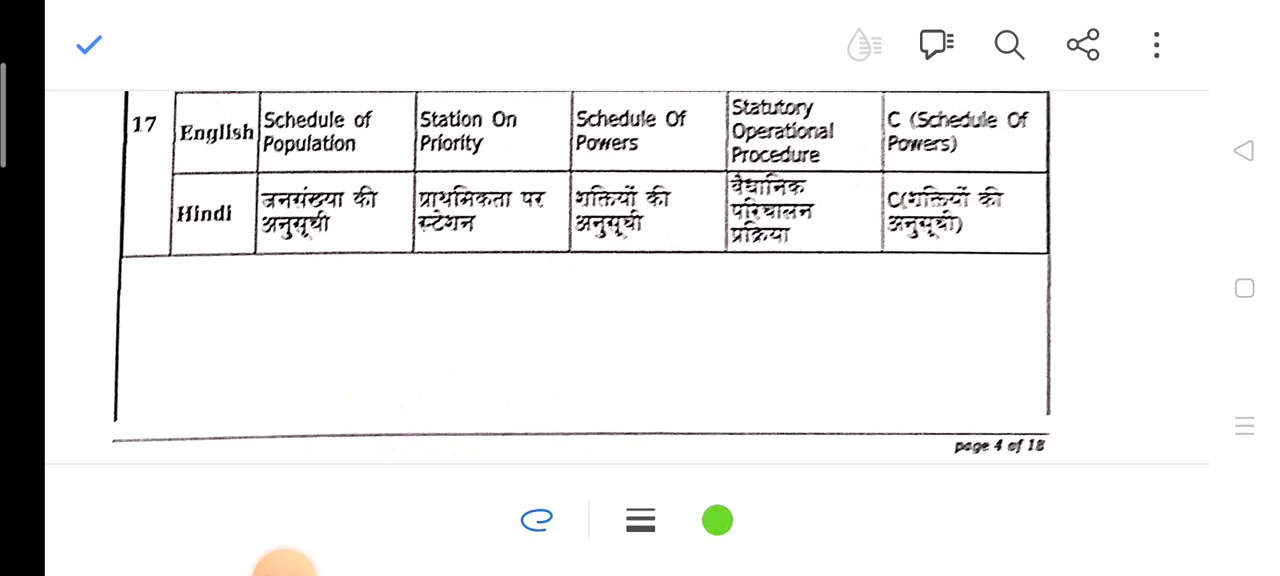 17
English
Schedule of
Population
Station On
Priority
Schedule Of
Powers
Statutory
Operational
Procedure
C (Schedule Of
Powers)
Hindi
जनसंख्या की
अनुसूची
प्राथमिकता पर
स्टेशन
शक्तियों की
अनुसूची
वैधानिक
परिचालन
प्रक्रिया
C(शक्तियों की
अनुसूची)
page 4 of 18